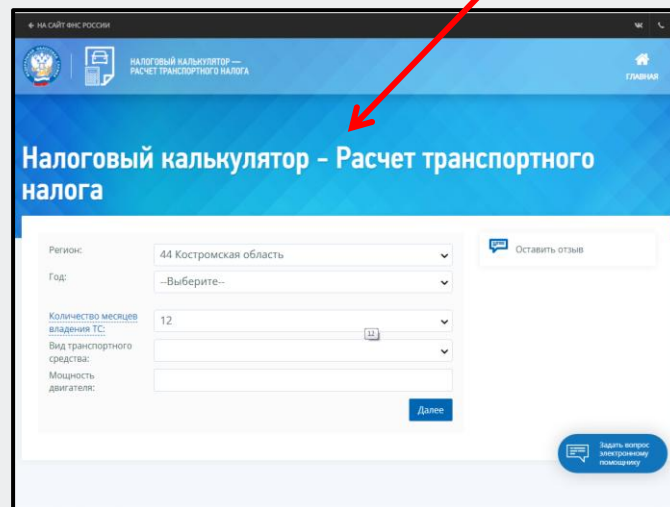 НА САЙТ ФНС РОССИИ
НАЛОГОВЫЙ КАЛЬКУЛЯТОР —
РАСЧЕТ ТРАНСПОРТНОГО НАЛОГА
ГЛАВНАЯ
Налоговый калькулятор - Расчет транспортного
налога
Регион:
44 Костромская область
Оставить отзыв
Год:
--Выберите--
Количество месяцев
владения ТС:
12
12
Вид транспортного
средства:
Мощность
двигателя:
Далее
Задать вопрос
электронному
помощнику